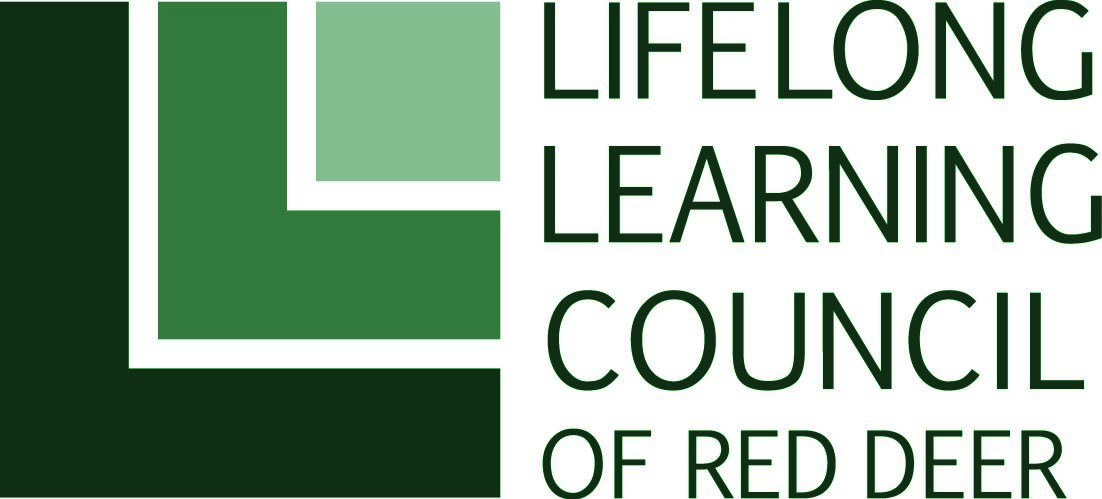 LIFELONG
LEARNING
COUNCIL
OF RED DEER